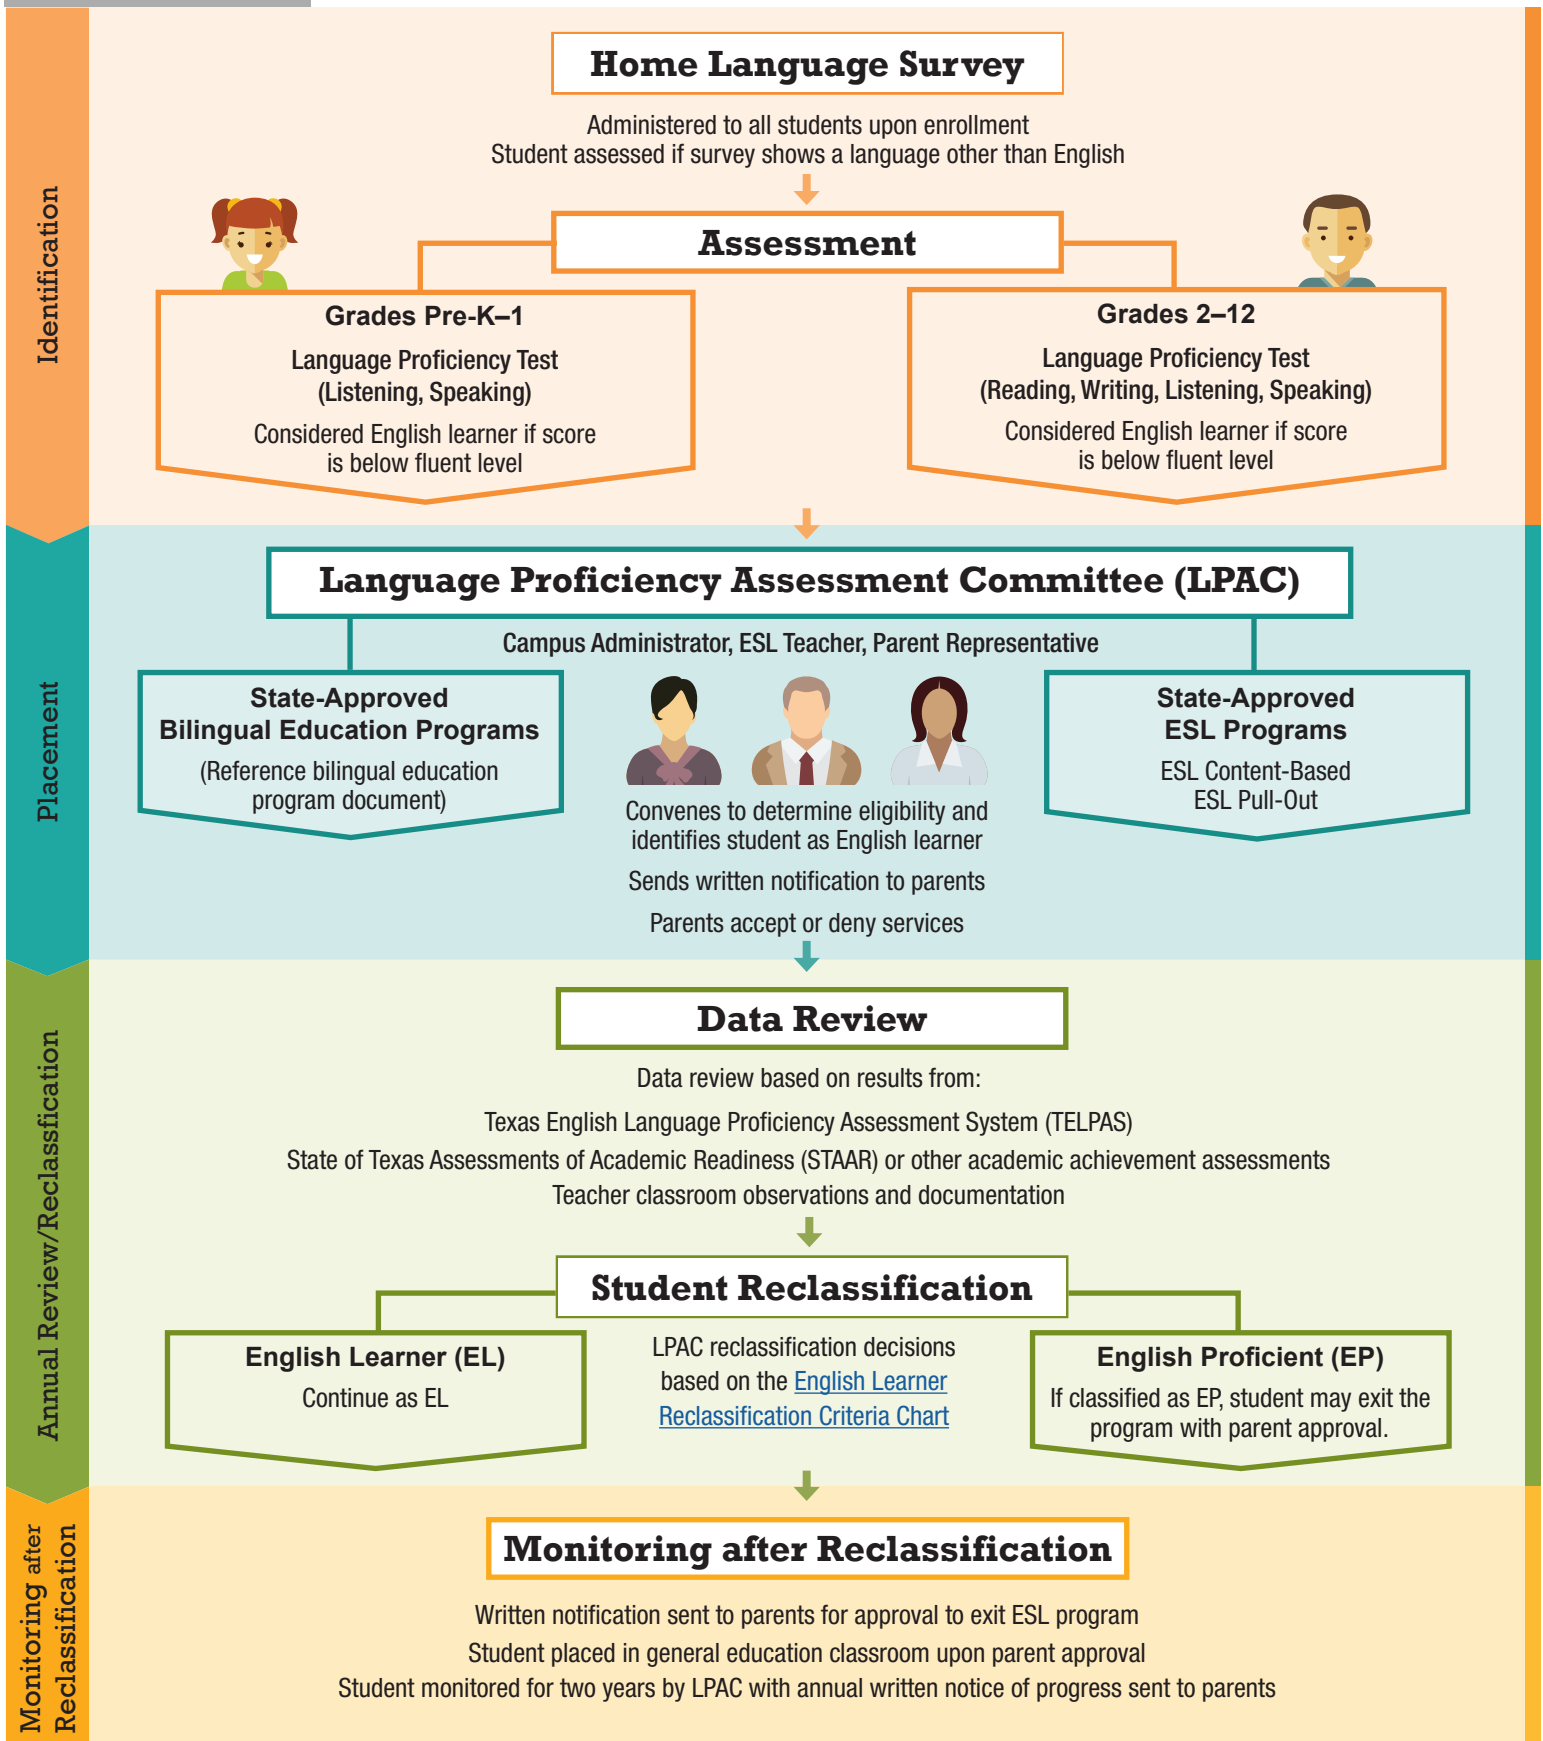 Home Language Survey
Administered to all students upon enrollment
Student assessed if survey shows a language other than English
Identification
Assessment
Grades Pre-K–1
Language Proficiency Test
(Listening, Speaking)
Considered English learner if score
is below fluent level
Grades 2–12
Language Proficiency Test
(Reading, Writing, Listening, Speaking)
Considered English learner if score
is below fluent level
Placement
Language Proficiency Assessment Committee (LPAC)
Campus Administrator, ESL Teacher, Parent Representative
State-Approved
Bilingual Education Programs
(Reference bilingual education
program document)
Convenes to determine eligibility and
identifies student as English learner
Sends written notification to parents
Parents accept or deny services
State-Approved
ESL Programs
ESL Content-Based
ESL Pull-Out
Annual Review/Reclassfication
Data Review
Data review based on results from:
Texas English Language Proficiency Assessment System (TELPAS)
State of Texas Assessments of Academic Readiness (STAAR) or other academic achievement assessments
Teacher classroom observations and documentation
Student Reclassification
English Learner (EL)
Continue as EL
LPAC reclassification decisions
based on the English Learner
Reclassification Criteria Chart
English Proficient (EP)
If classified as EP, student may exit the
program with parent approval.
Monitoring after
Reclassification
Monitoring after Reclassification
Written notification sent to parents for approval to exit ESL program
Student placed in general education classroom upon parent approval
Student monitored for two years by LPAC with annual written notice of progress sent to parents